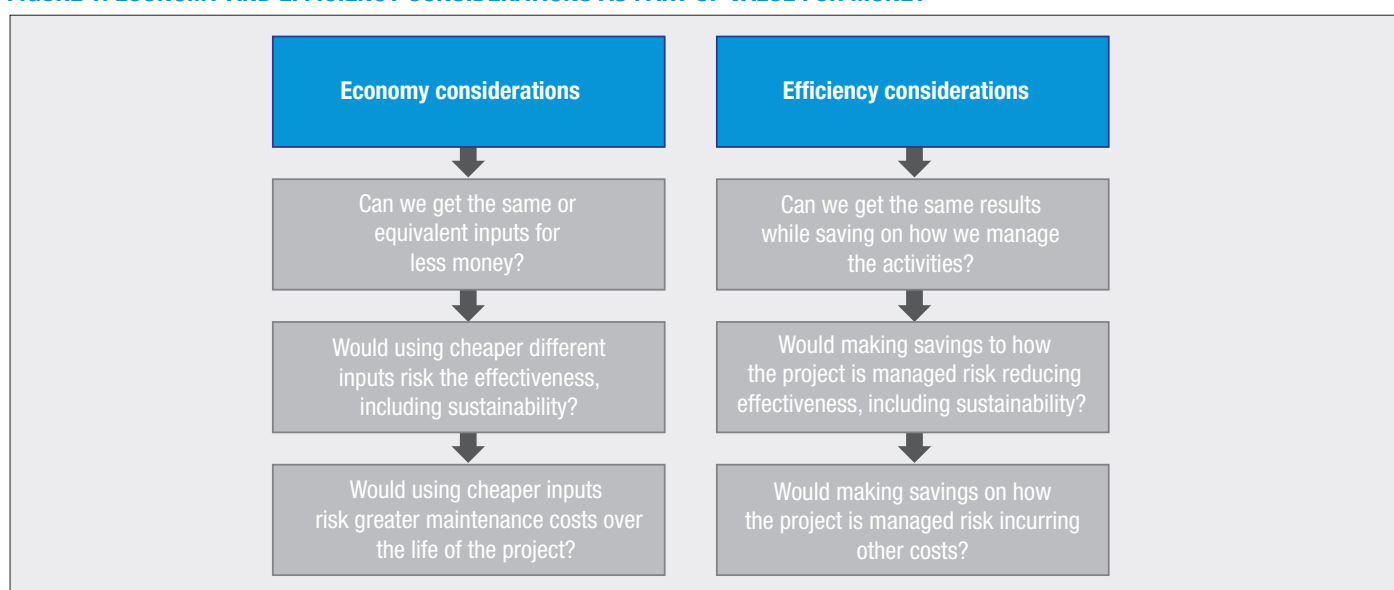 Economy considerations
Can we get the same or
equivalent inputs for
less money?
Would using cheaper different
inputs risk the effectiveness,
including sustainability?
Would using cheaper inputs
risk greater maintenance costs over
the life of the project?
Efficiency considerations
Can we get the same results
while saving on how we manage
the activities?
Would making savings to how
the project is managed risk reducing
effectiveness, including sustainability?
Would making savings on how
the project is managed risk incurring
other costs?